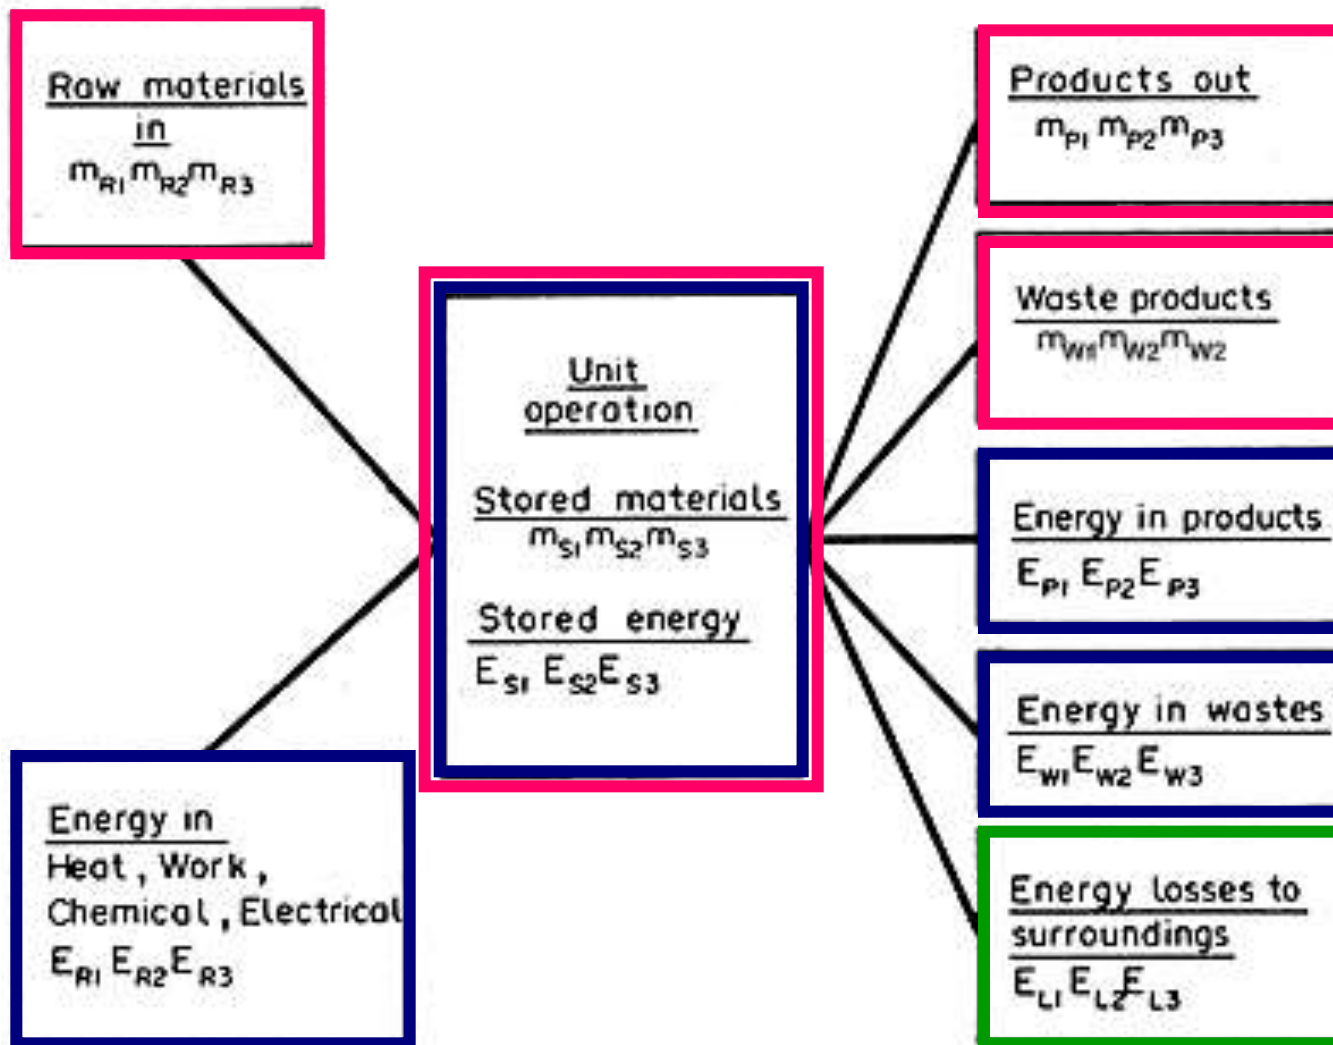 Raw materials
in
mR1 mR2 mR3
Energy in
Heat, Work,
Chemical, Electrical
ER1 ER2 ER3
Unit
operation
Stored materials
mS1 mS2 mS3
Stored energy
ES1 ES2 ES3
Products out
mP1 mP2 mP3
Waste products
mW1 mW2 mW2
Energy in products
EP1 EP2 EP3
Energy in wastes
EW1 EW2 EW3
Energy losses to
surroundings
EL1 EL2 EL3